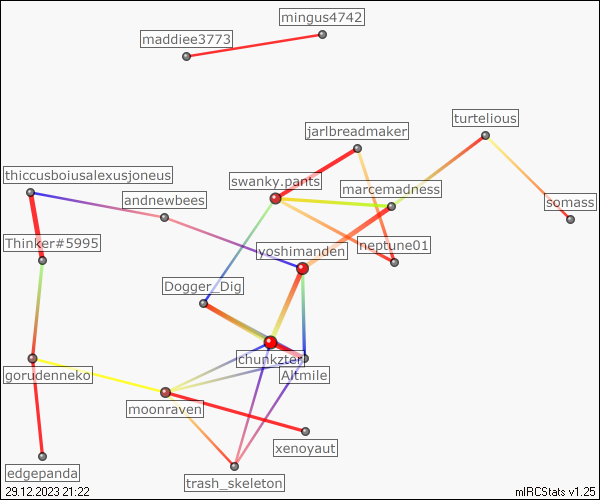 mingus4742
maddiee3773
turtelious
jarlbreadmaker
thiccusboiusalexusjoneus
swanky.pants
marcemadness
andnewbees
somass
Thinker#5995
neptune01
yoshimanden
Dogger_Dig
chunkzter
Altmile
gorudenneko
moonraven
xenoyaut
edgepanda
trash_skeleton
29.12.2023 21:22
mIRCStats v1.25